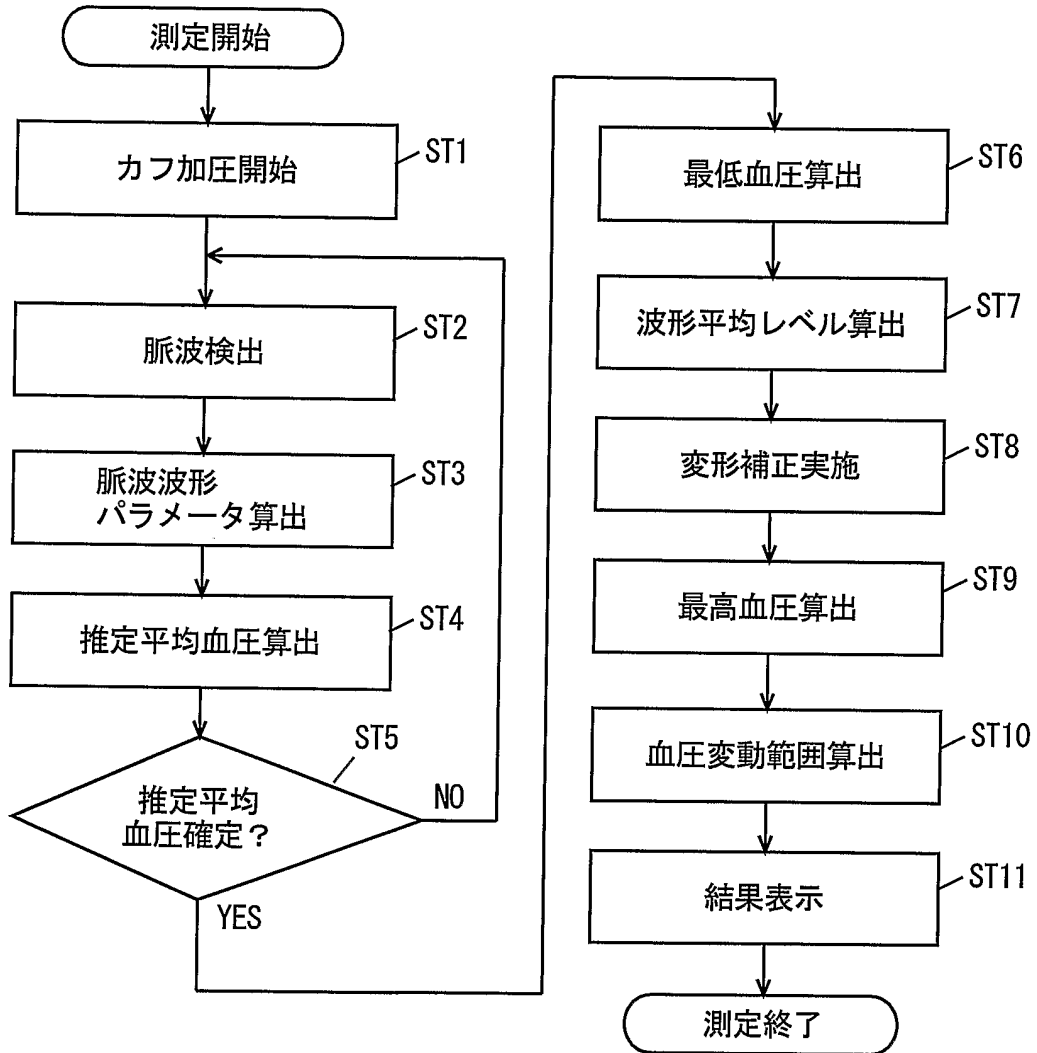 測定開始
カフ加圧開始
ST1
脈波検出
ST2
脈波波形
パラメータ算出
ST3
推定平均血圧算出
ST4
推定平均
血圧確定？
ST5
NO
YES
最低血圧算出
ST6
波形平均レベル算出
ST7
変形補正実施
ST8
最高血圧算出
ST9
血圧変動範囲算出
ST10
結果表示
ST11
測定終了